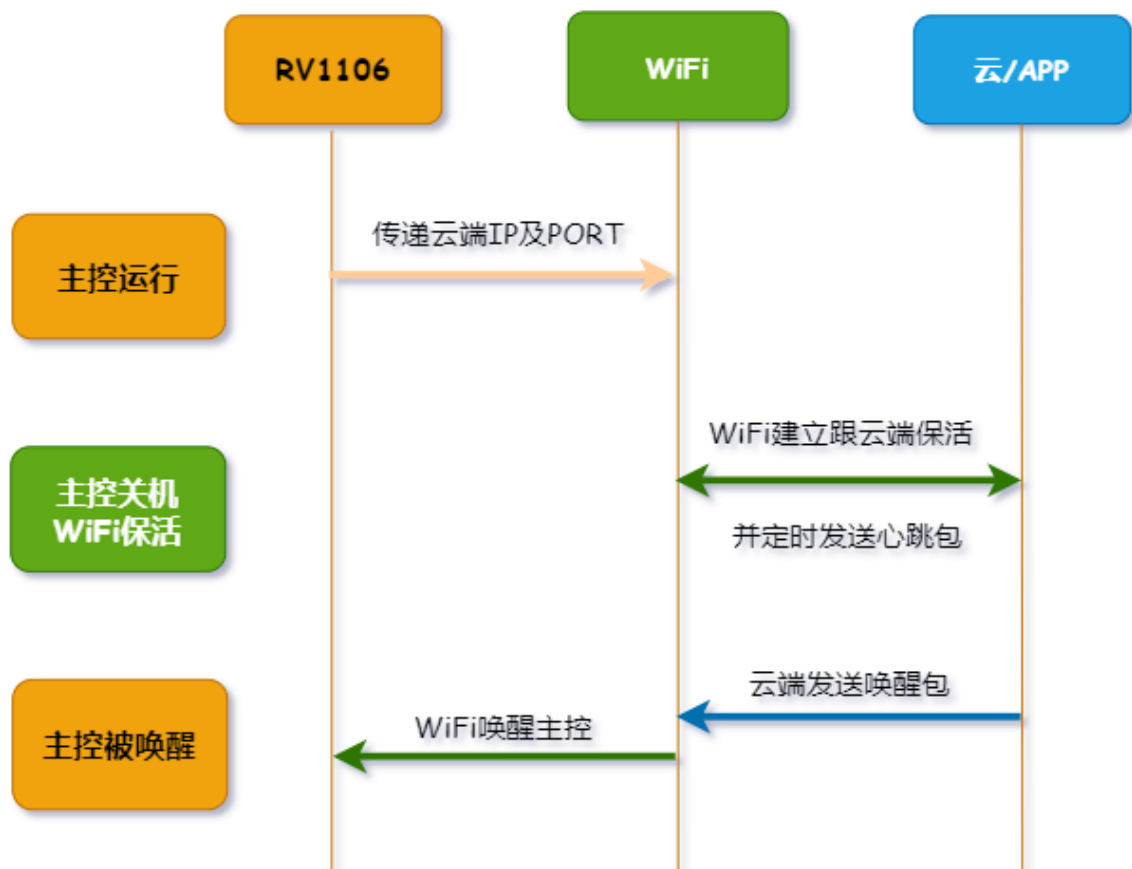 RV1106
WiFi
云/APP
传递云端IP及PORT
主控运行
WiFi建立跟云端保活
主控关机
WiFi保活
并定时发送心跳包
云端发送唤醒包
WiFi唤醒主控
主控被唤醒